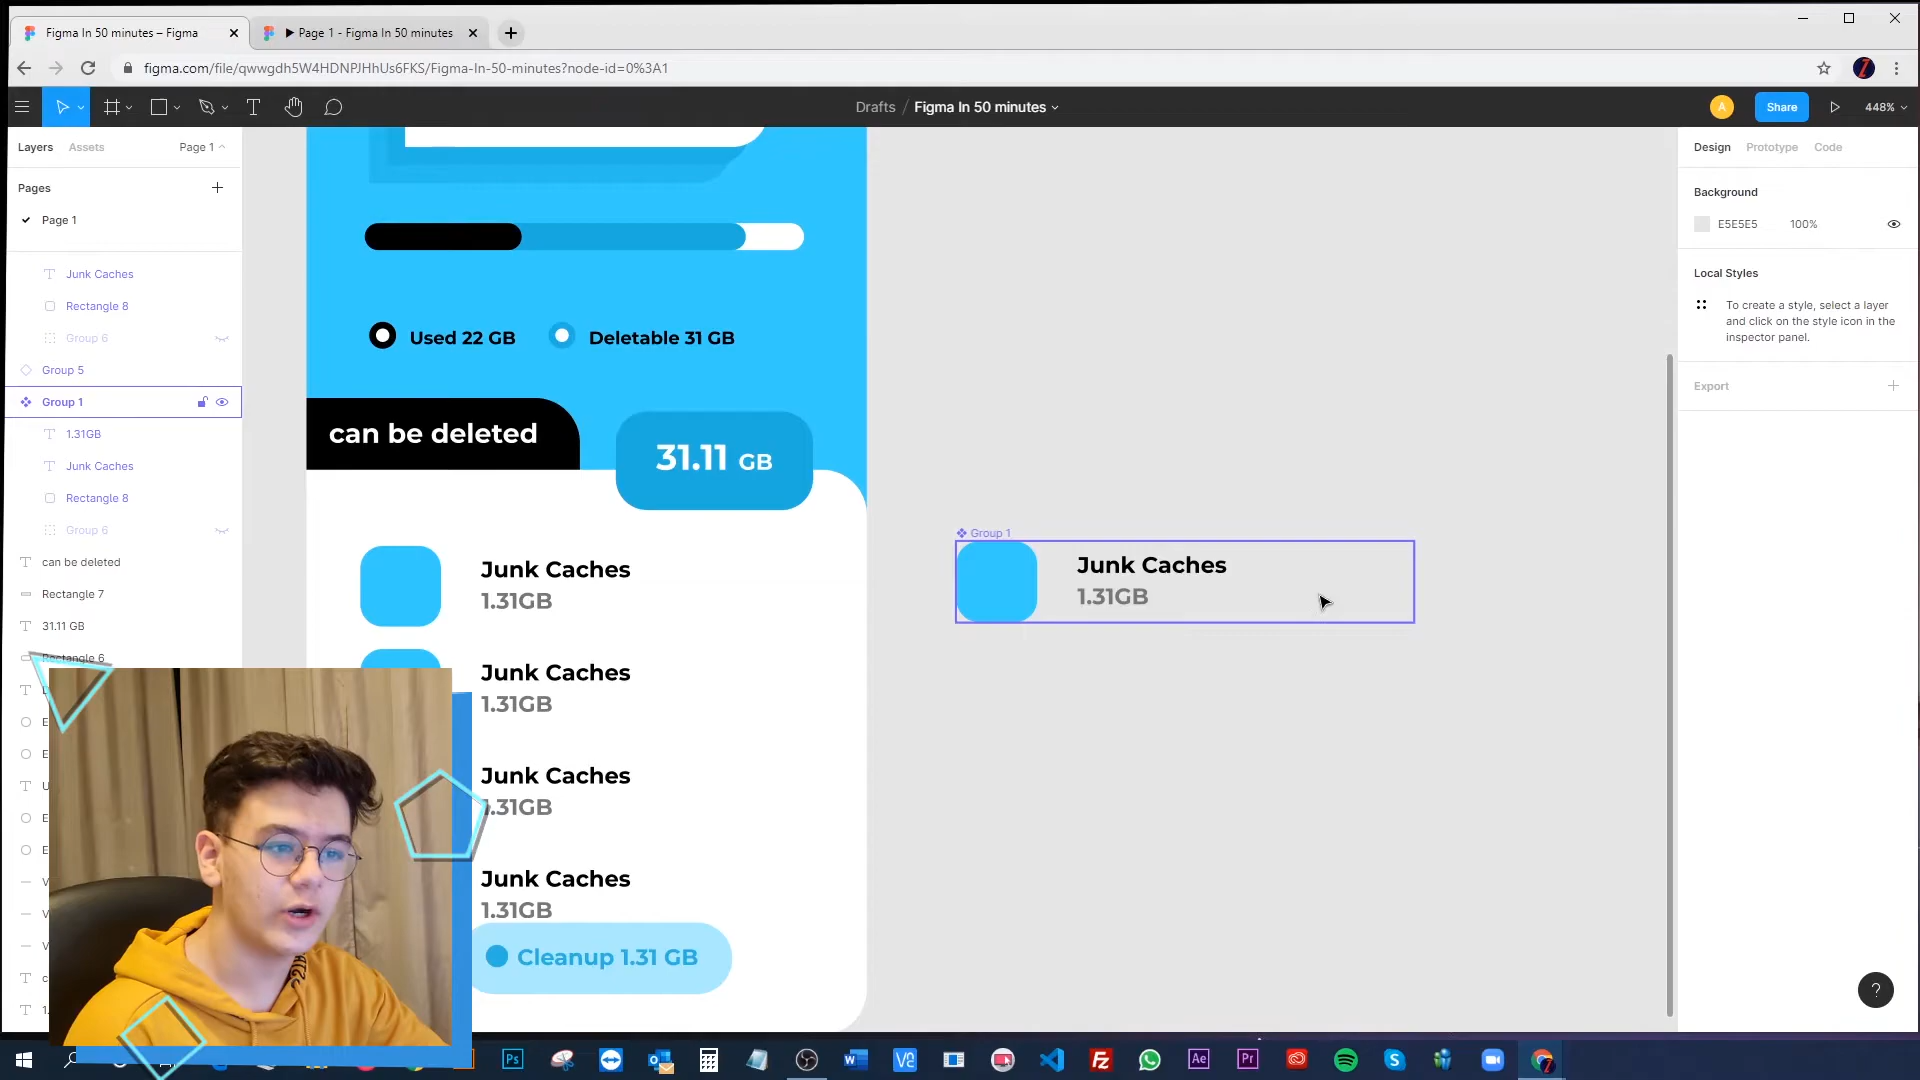 Figma In 50 minutes – Figma
Page 1 - Figma In 50 minutes
figma.com/file/qwwgdh5W4HDNPJHhUs6FKS/Figma-In-50-minutes?node-id=0%3A1
Drafts / Figma In 50 minutes
A
Share
448%
Layers
Assets
Page 1
Pages
Page 1
Junk Caches
Rectangle 8
Group 6
Group 5
Group 1
1.31GB
Junk Caches
Rectangle 8
Group 6
can be deleted
Rectangle 7
31.11 GB
Rectangle 6
Used 22 GB
Deletable 31 GB
can be deleted
31.11 GB
Junk Caches
1.31GB
Junk Caches
1.31GB
Junk Caches
1.31GB
Junk Caches
1.31GB
Cleanup 1.31 GB
Group 1
Junk Caches
1.31GB
Design
Prototype
Code
Background
E5E5E5
100%
Local Styles
To create a style, select a layer
and click on the style icon in the
inspector panel.
Export
?
Ps
Ae
Pr